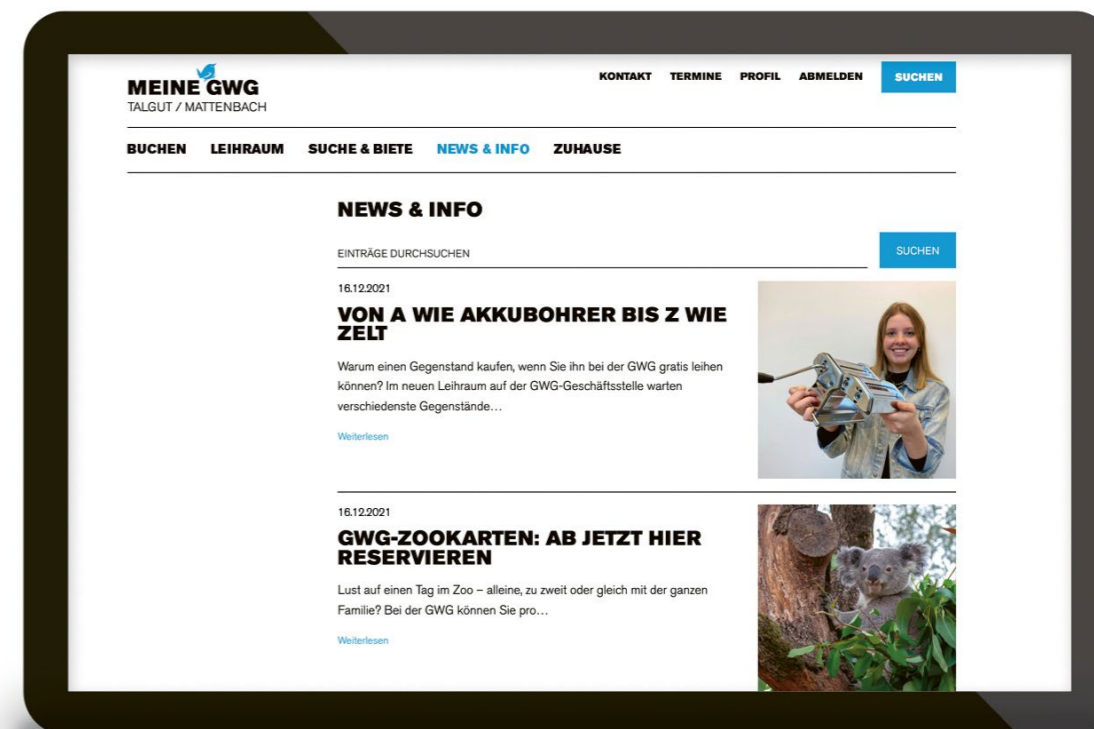 MEINE GWG
TALGUT / MATTENBACH
KONTAKT TERMINE PROFIL ABMELDEN SUCHEN
BUCHEN LEIHRAUM SUCHE & BIETE NEWS & INFO ZUHAUSE
NEWS & INFO
EINTRÄGE DURCHSUCHEN SUCHEN
16.12.2021
VON A WIE AKKUBOHRER BIS Z WIE
ZELT
Warum einen Gegenstand kaufen, wenn Sie ihn bei der GWG gratis leihen
können? Im neuen Leihraum auf der GWG-Geschäftsstelle warten
verschiedenste Gegenstände…
Weiterlesen
16.12.2021
GWG-ZOOKARTEN: AB JETZT HIER
RESERVIEREN
Lust auf einen Tag im Zoo – alleine, zu zweit oder gleich mit der ganzen
Familie? Bei der GWG können Sie pro…
Weiterlesen